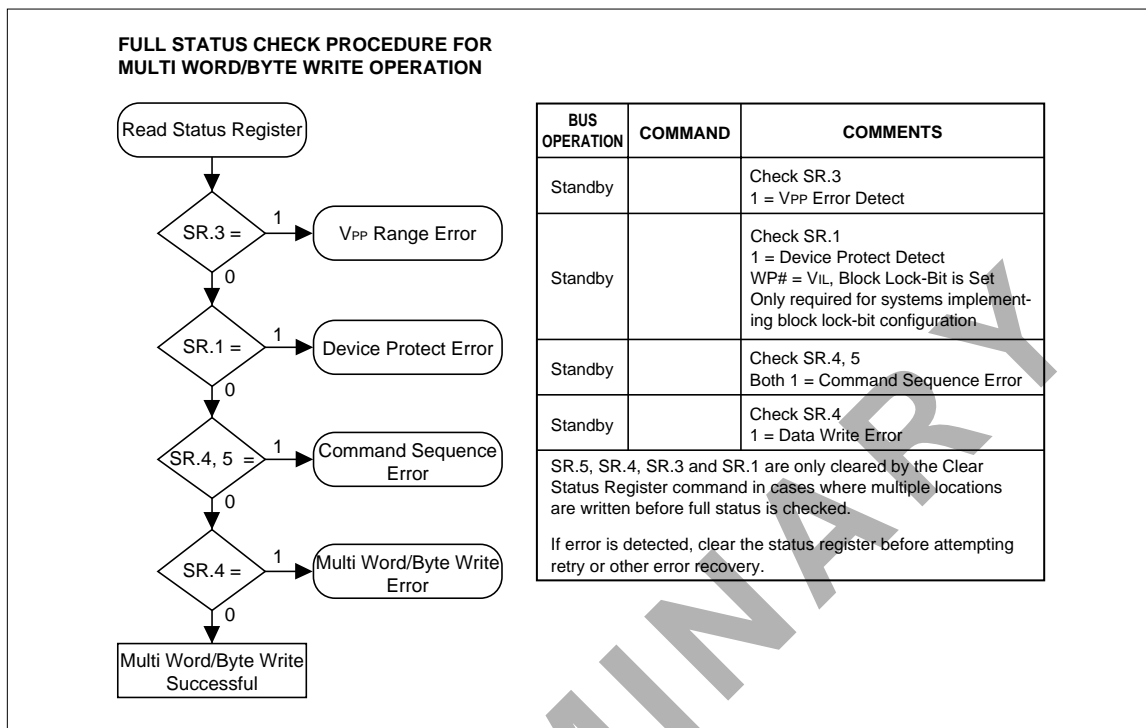 FULL STATUS CHECK PROCEDURE FOR
MULTI WORD/BYTE WRITE OPERATION
Read Status Register
SR.3 =
1
VPP Range Error
0
SR.1 =
1
Device Protect Error
0
SR.4, 5 =
1
Command Sequence
Error
0
SR.4 =
1
Multi Word/Byte Write
Error
0
Multi Word/Byte Write
Successful
BUS
OPERATION
COMMAND
COMMENTS
Standby
Check SR.3
1 = VPP Error Detect
Standby
Check SR.1
1 = Device Protect Detect
WP# = VIL, Block Lock-Bit is Set
Only required for systems implement-
ing block lock-bit configuration
Standby
Check SR.4, 5
Both 1 = Command Sequence Error
Standby
Check SR.4
1 = Data Write Error
SR.5, SR.4, SR.3 and SR.1 are only cleared by the Clear
Status Register command in cases where multiple locations
are written before full status is checked.
If error is detected, clear the status register before attempting
retry or other error recovery.
MINARY